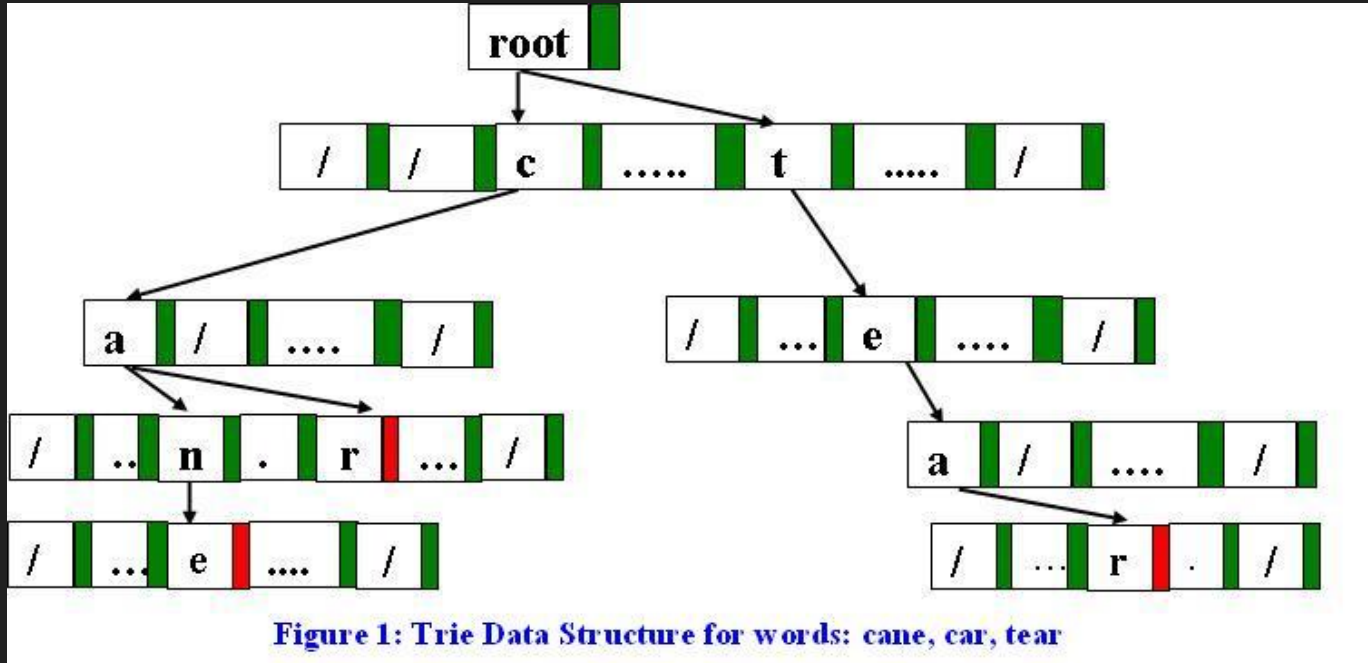 root
/ / c ..... t ..... /
a / .... /
/ ... e .... /
/ .. n . r ... /
a / .... /
/ ... e .... /
/ ... r . /
Figure 1: Trie Data Structure for words: cane, car, tear